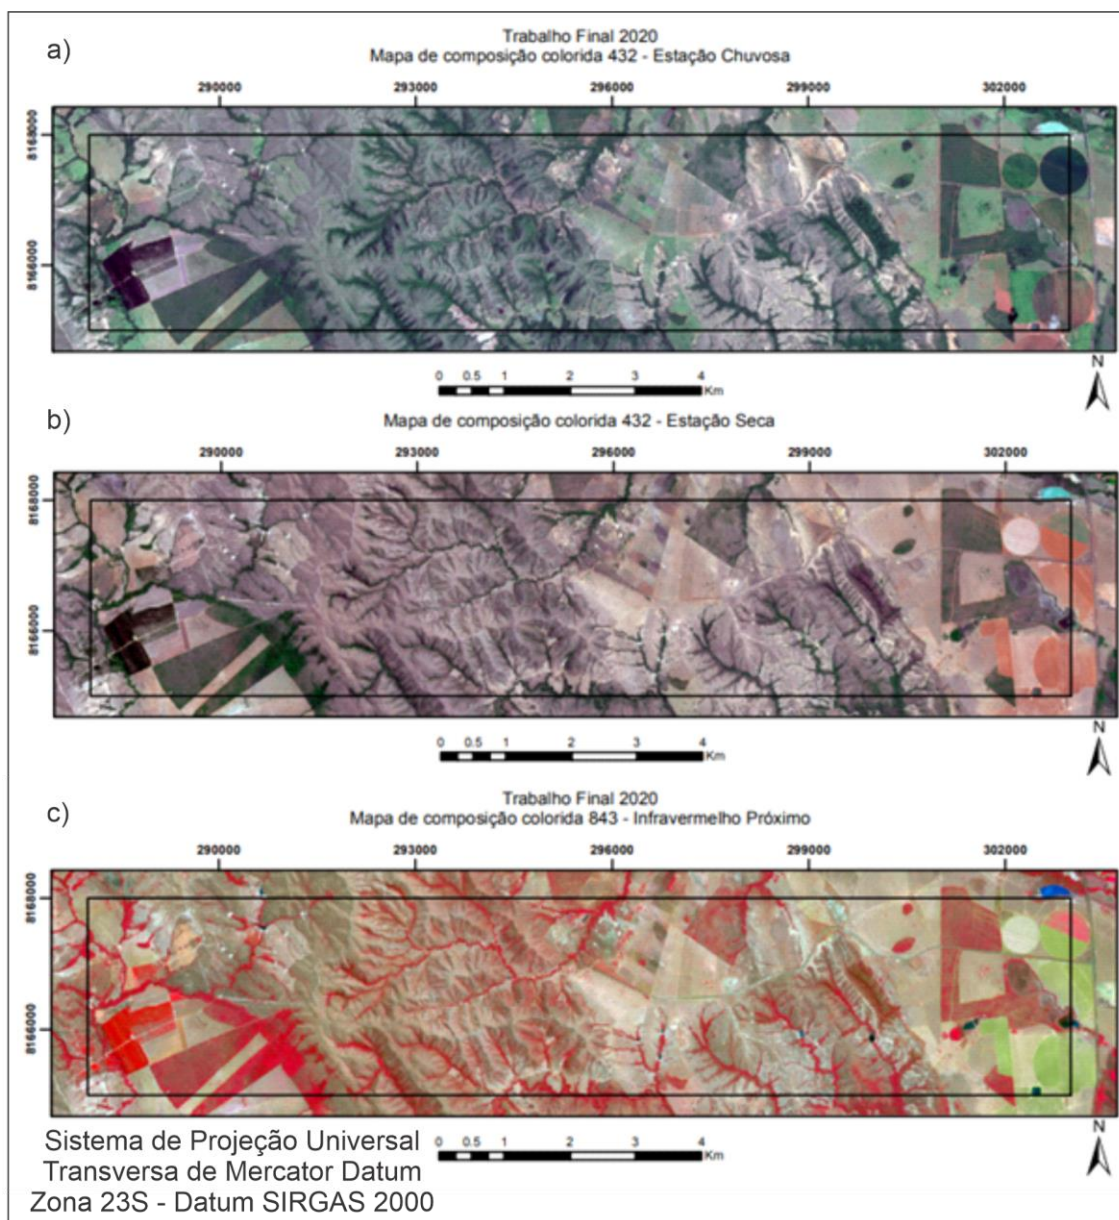 a)
Trabalho Final 2020
Mapa de composição colorida 432 - Estação Chuvosa
290000 293000 296000 299000 302000
8168000
8166000
N
0 0.5 1 2 3 4
Km
b)
Mapa de composição colorida 432 - Estação Seca
290000 293000 296000 299000 302000
8168000
8166000
N
0 0.5 1 2 3 4
Km
c)
Trabalho Final 2020
Mapa de composição colorida 843 - Infravermelho Próximo
290000 293000 296000 299000 302000
8168000
8166000
N
0 0.5 1 2 3 4
Km
Sistema de Projeção Universal
Transversa de Mercator Datum
Zona 23S - Datum SIRGAS 2000